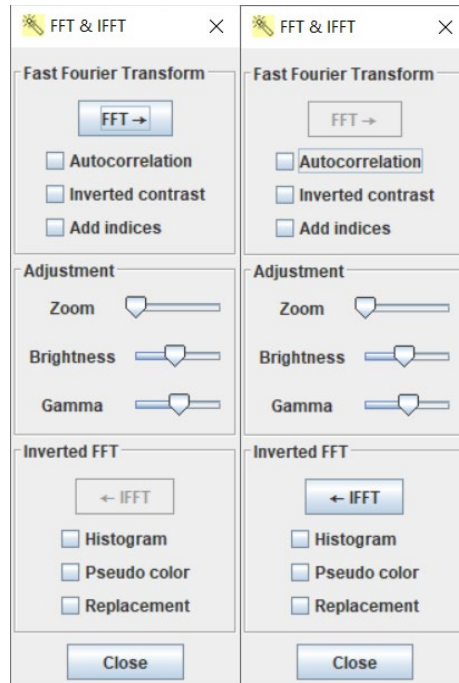 FFT & IFFT
Fast Fourier Transform
FFT →
Autocorrelation
Inverted contrast
Add indices
Adjustment
Zoom
Brightness
Gamma
Inverted FFT
← IFFT
Histogram
Pseudo color
Replacement
Close
FFT & IFFT
Fast Fourier Transform
FFT →
Autocorrelation
Inverted contrast
Add indices
Adjustment
Zoom
Brightness
Gamma
Inverted FFT
← IFFT
Histogram
Pseudo color
Replacement
Close